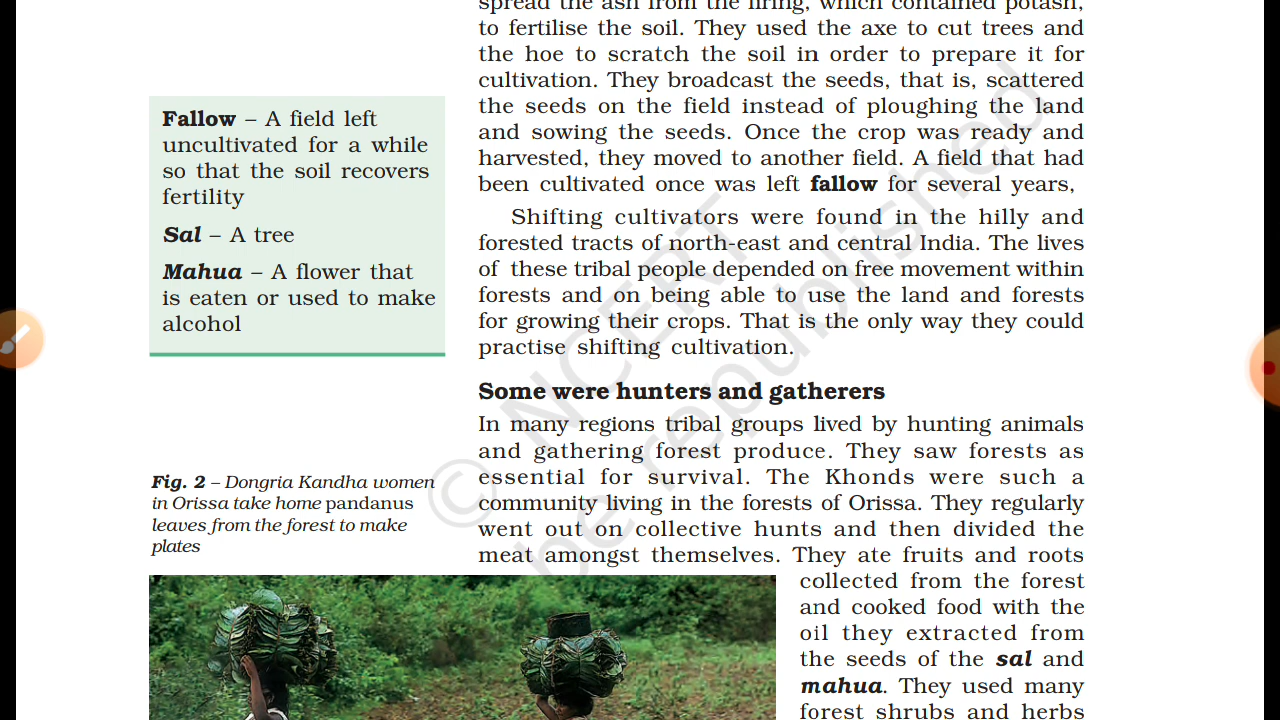 spread the ash from the firing, which contained potash,
to fertilise the soil. They used the axe to cut trees and
the hoe to scratch the soil in order to prepare it for
cultivation. They broadcast the seeds, that is, scattered
the seeds on the field instead of ploughing the land
and sowing the seeds. Once the crop was ready and
harvested, they moved to another field. A field that had
been cultivated once was left fallow for several years,
Shifting cultivators were found in the hilly and
forested tracts of north-east and central India. The lives
of these tribal people depended on free movement within
forests and on being able to use the land and forests
for growing their crops. That is the only way they could
practise shifting cultivation.
Fallow – A field left
uncultivated for a while
so that the soil recovers
fertility
Sal – A tree
Mahua – A flower that
is eaten or used to make
alcohol
Some were hunters and gatherers
In many regions tribal groups lived by hunting animals
and gathering forest produce. They saw forests as
essential for survival. The Khonds were such a
community living in the forests of Orissa. They regularly
went out on collective hunts and then divided the
meat amongst themselves. They ate fruits and roots
collected from the forest
and cooked food with the
oil they extracted from
the seeds of the sal and
mahua. They used many
forest shrubs and herbs
Fig. 2 – Dongria Kandha women
in Orissa take home pandanus
leaves from the forest to make
plates
© NCERT
be republished